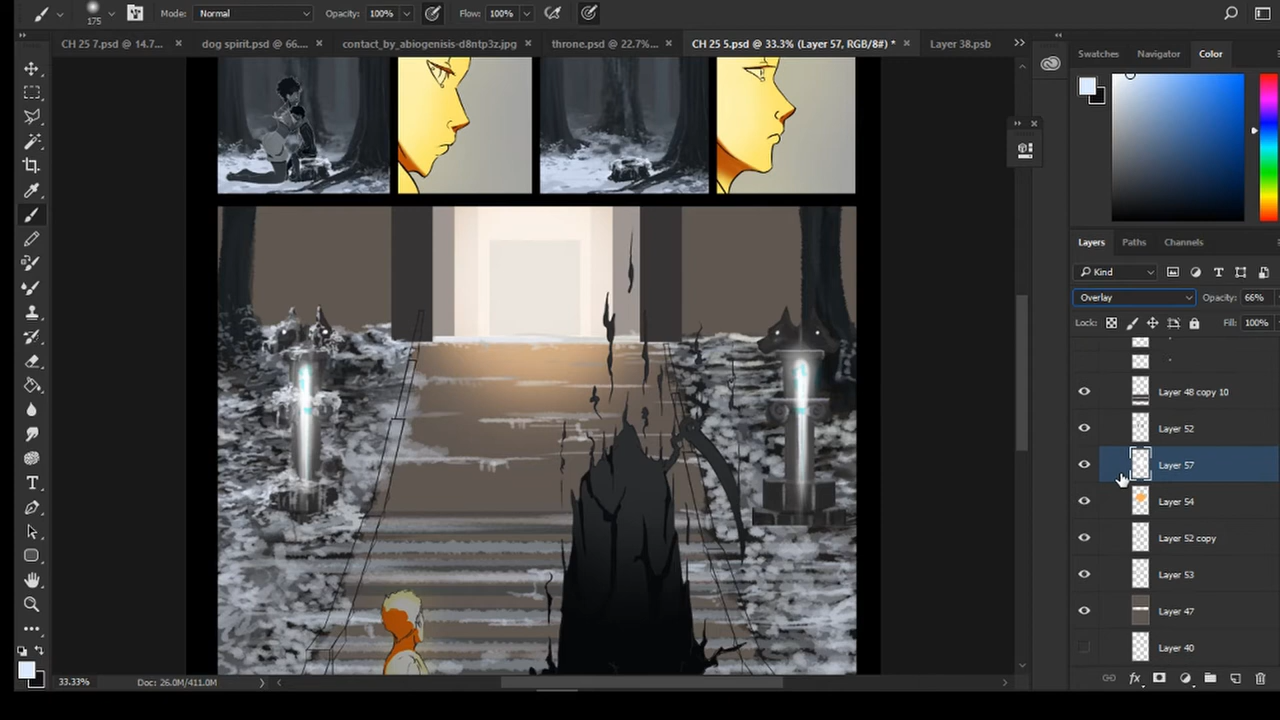 175 Mode: Normal Opacity: 100% Flow: 100%
CH 25 7.psd @ 14.7... × dog spirit.psd @ 66.... × contact_by_abiogenisis-d8ntp3z.jpg × throne.psd @ 22.7%... × CH 25 5.psd @ 33.3% (Layer 57, RGB/8#) * × Layer 38.psb
Swatches Navigator Color
Layers Paths Channels
Kind
Overlay Opacity: 66%
Lock: Fill: 100%
Layer 48 copy 10
Layer 52
Layer 57
Layer 54
Layer 52 copy
Layer 53
Layer 47
Layer 40
33.33% Doc: 26.0M/411.0M